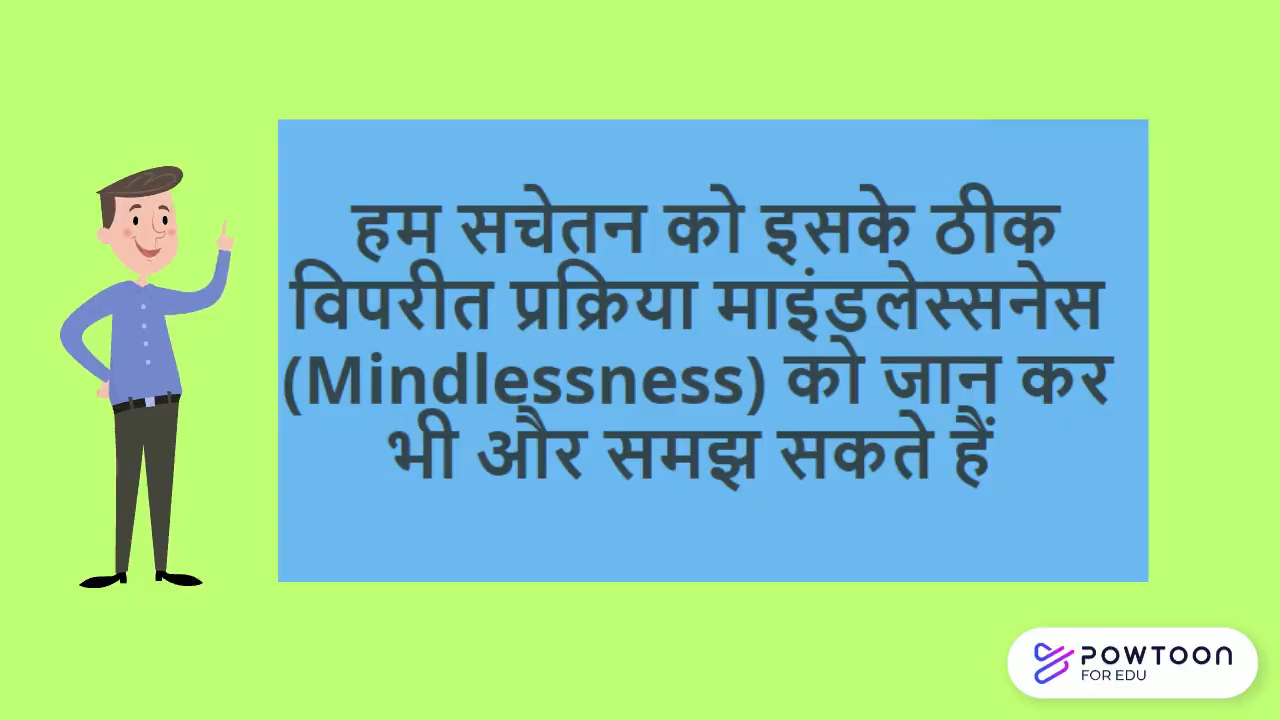 हम सचेतन को इसके ठीक
विपरीत प्रक्रिया माइंडलेस्सनेस
(Mindlessness) को जान कर
भी और समझ सकते हैं
POWTOON
FOR EDU